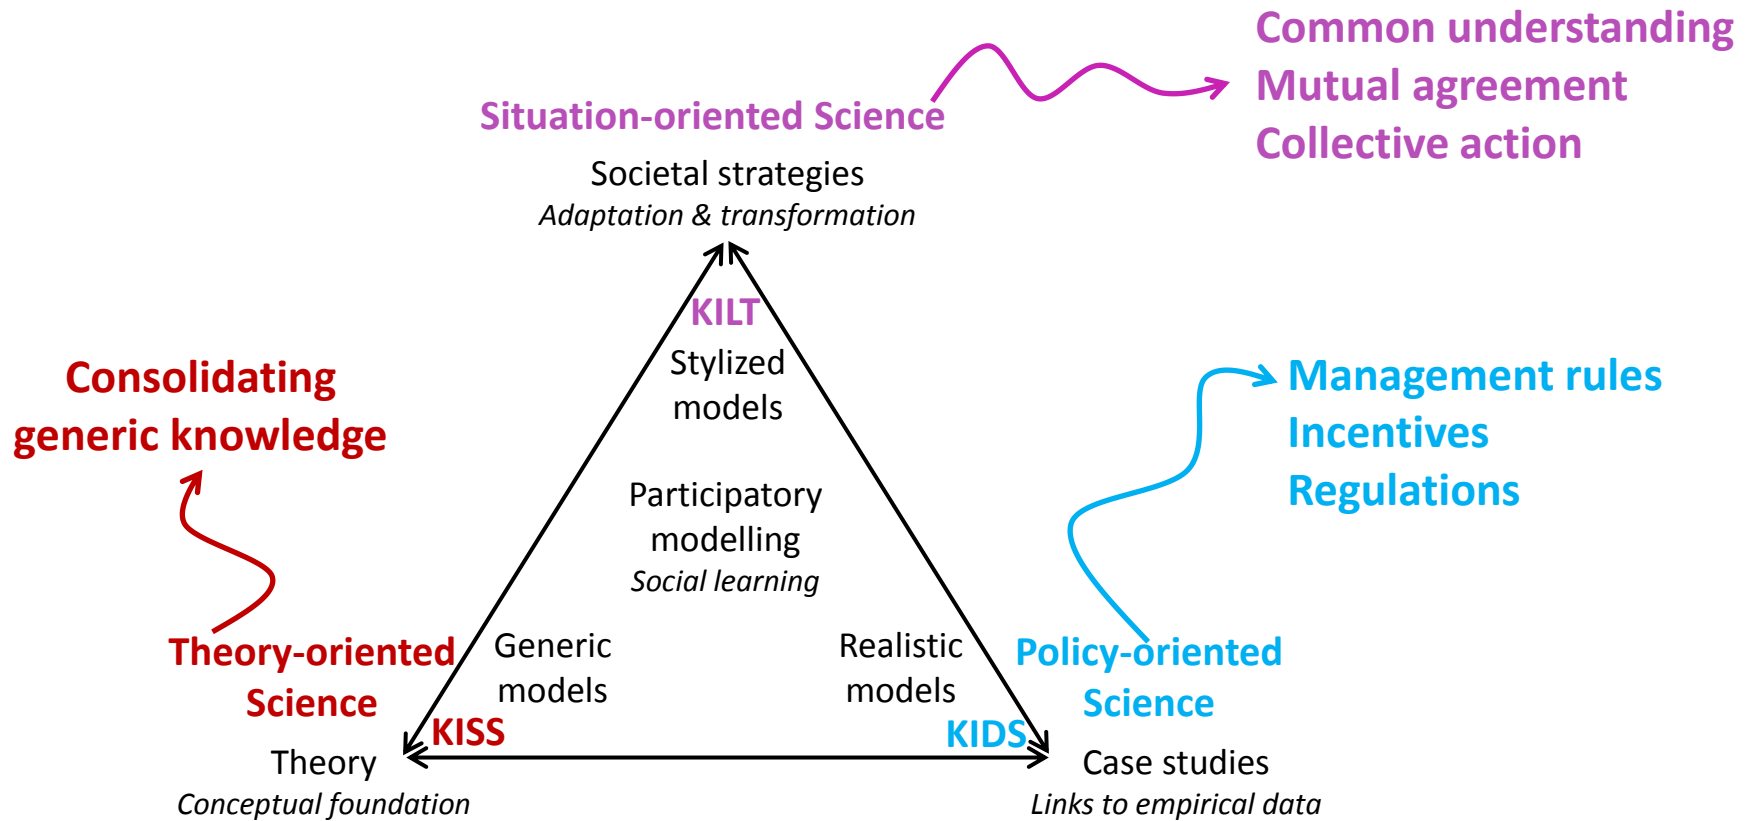 Common understanding
Mutual agreement
Collective action
Situation-oriented Science
Societal strategies
Adaptation & transformation
KILT
Stylized
models
Consolidating
generic knowledge
Management rules
Incentives
Regulations
Participatory
modelling
Social learning
Theory-oriented
Science
Generic
models
Realistic
models
Policy-oriented
Science
KISS
KIDS
Theory
Conceptual foundation
Case studies
Links to empirical data